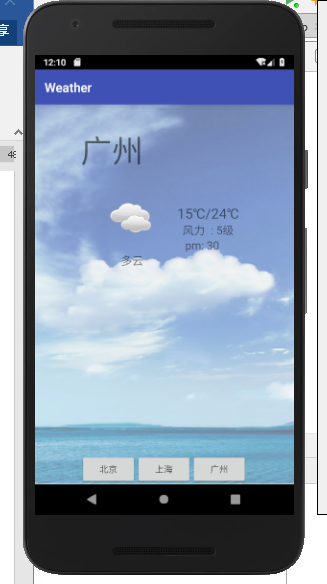 享
12:10
Weather
48
广州
15℃/24℃
风力 : 5级
pm: 30
多云
北京 上海 广州